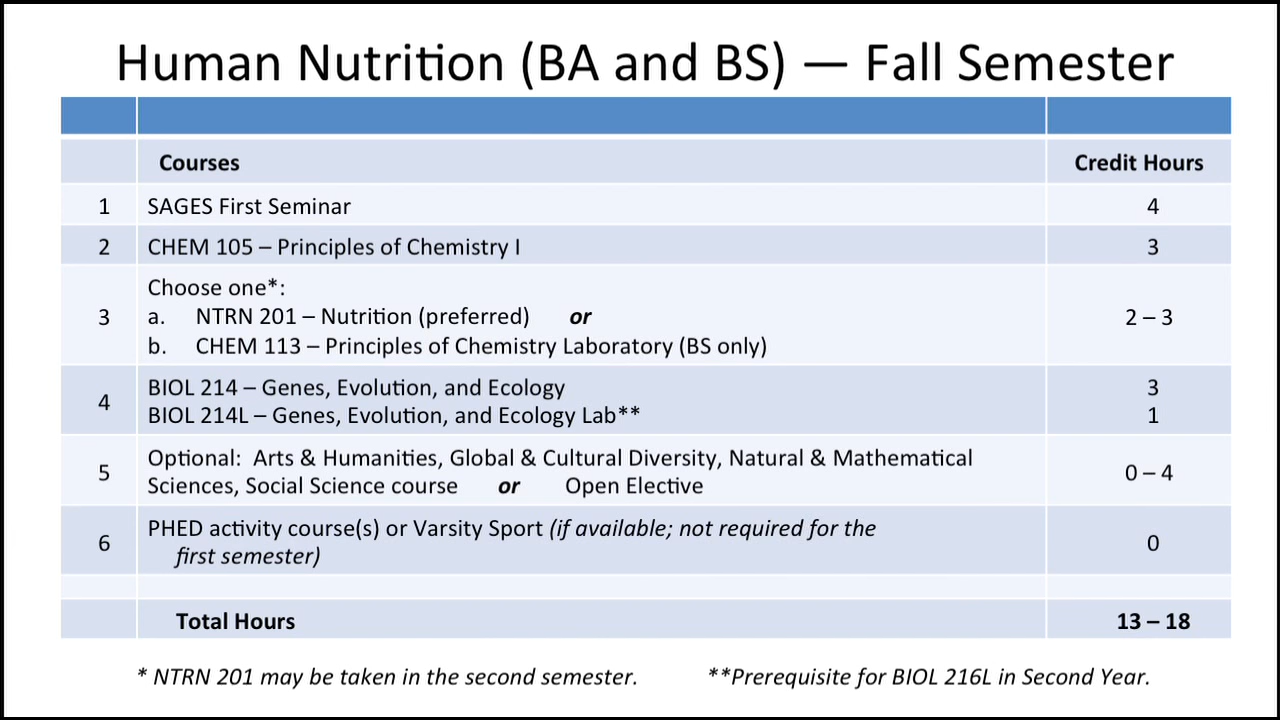 Human Nutrition (BA and BS) — Fall Semester
Courses Credit Hours
1 SAGES First Seminar 4
2 CHEM 105 – Principles of Chemistry I 3
3 Choose one*: 2 – 3
a. NTRN 201 – Nutrition (preferred) or
b. CHEM 113 – Principles of Chemistry Laboratory (BS only)
4 BIOL 214 – Genes, Evolution, and Ecology 3
BIOL 214L – Genes, Evolution, and Ecology Lab** 1
5 Optional: Arts & Humanities, Global & Cultural Diversity, Natural & Mathematical 0 – 4
Sciences, Social Science course or Open Elective
6 PHED activity course(s) or Varsity Sport (if available; not required for the 0
first semester)
Total Hours 13 – 18
* NTRN 201 may be taken in the second semester. **Prerequisite for BIOL 216L in Second Year.